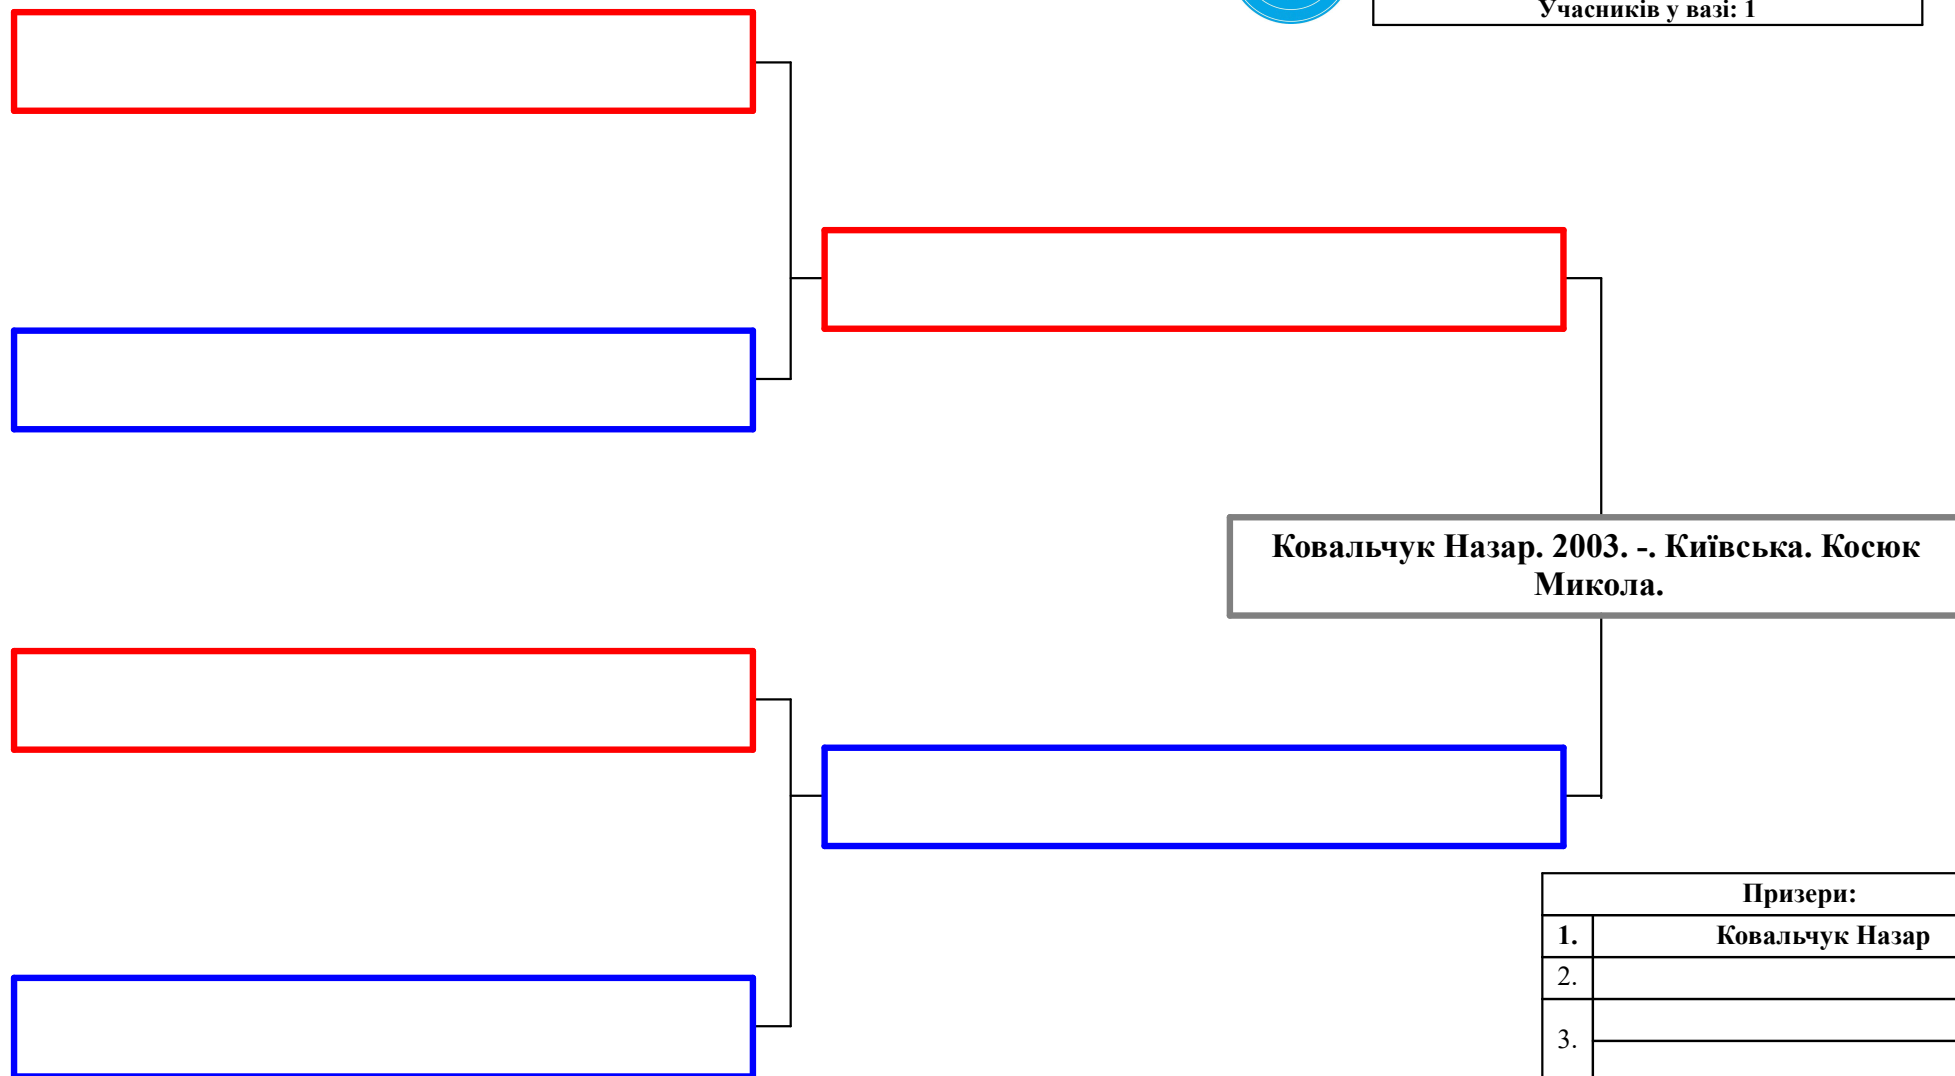 Учасників у вазі: 1
Ковальчук Назар. 2003. -. Київська. Косюк
Микола.
Призери:
1. Ковальчук Назар
2.
3.